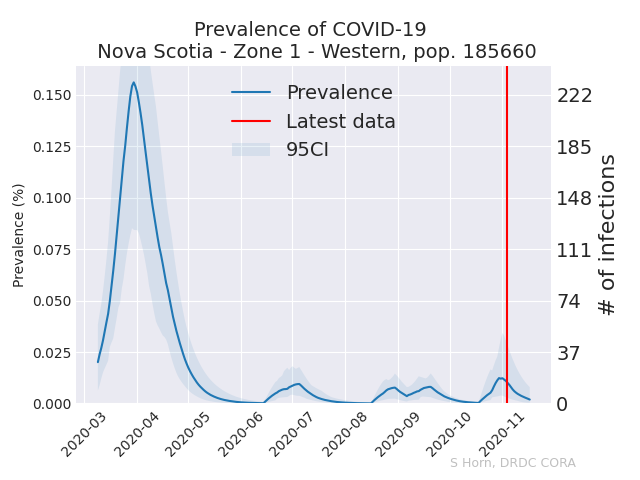 Prevalence of COVID-19
Nova Scotia - Zone 1 - Western, pop. 185660
Prevalence
Latest data
95CI
Prevalence (%)
0.150
0.125
0.100
0.075
0.050
0.025
0.000
222
185
148
111
74
37
0
# of infections
2020-03
2020-04
2020-05
2020-06
2020-07
2020-08
2020-09
2020-10
2020-11
S Horn, DRDC CORA